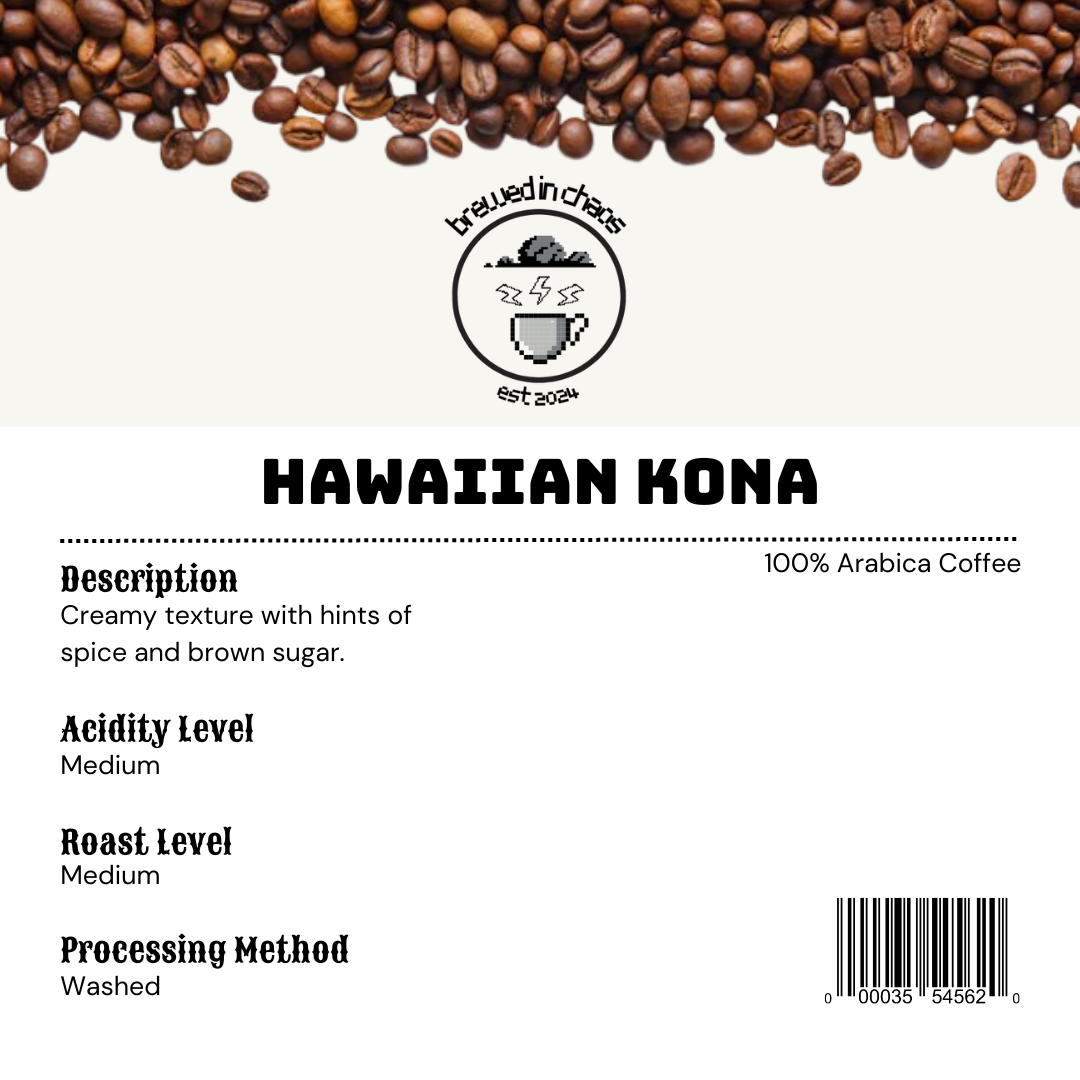 brewed in chaos
est 2024
HAWAIIAN KONA
100% Arabica Coffee
Description
Creamy texture with hints of
spice and brown sugar.
Acidity Level
Medium
Roast Level
Medium
Processing Method
Washed
0 00035 54562 0